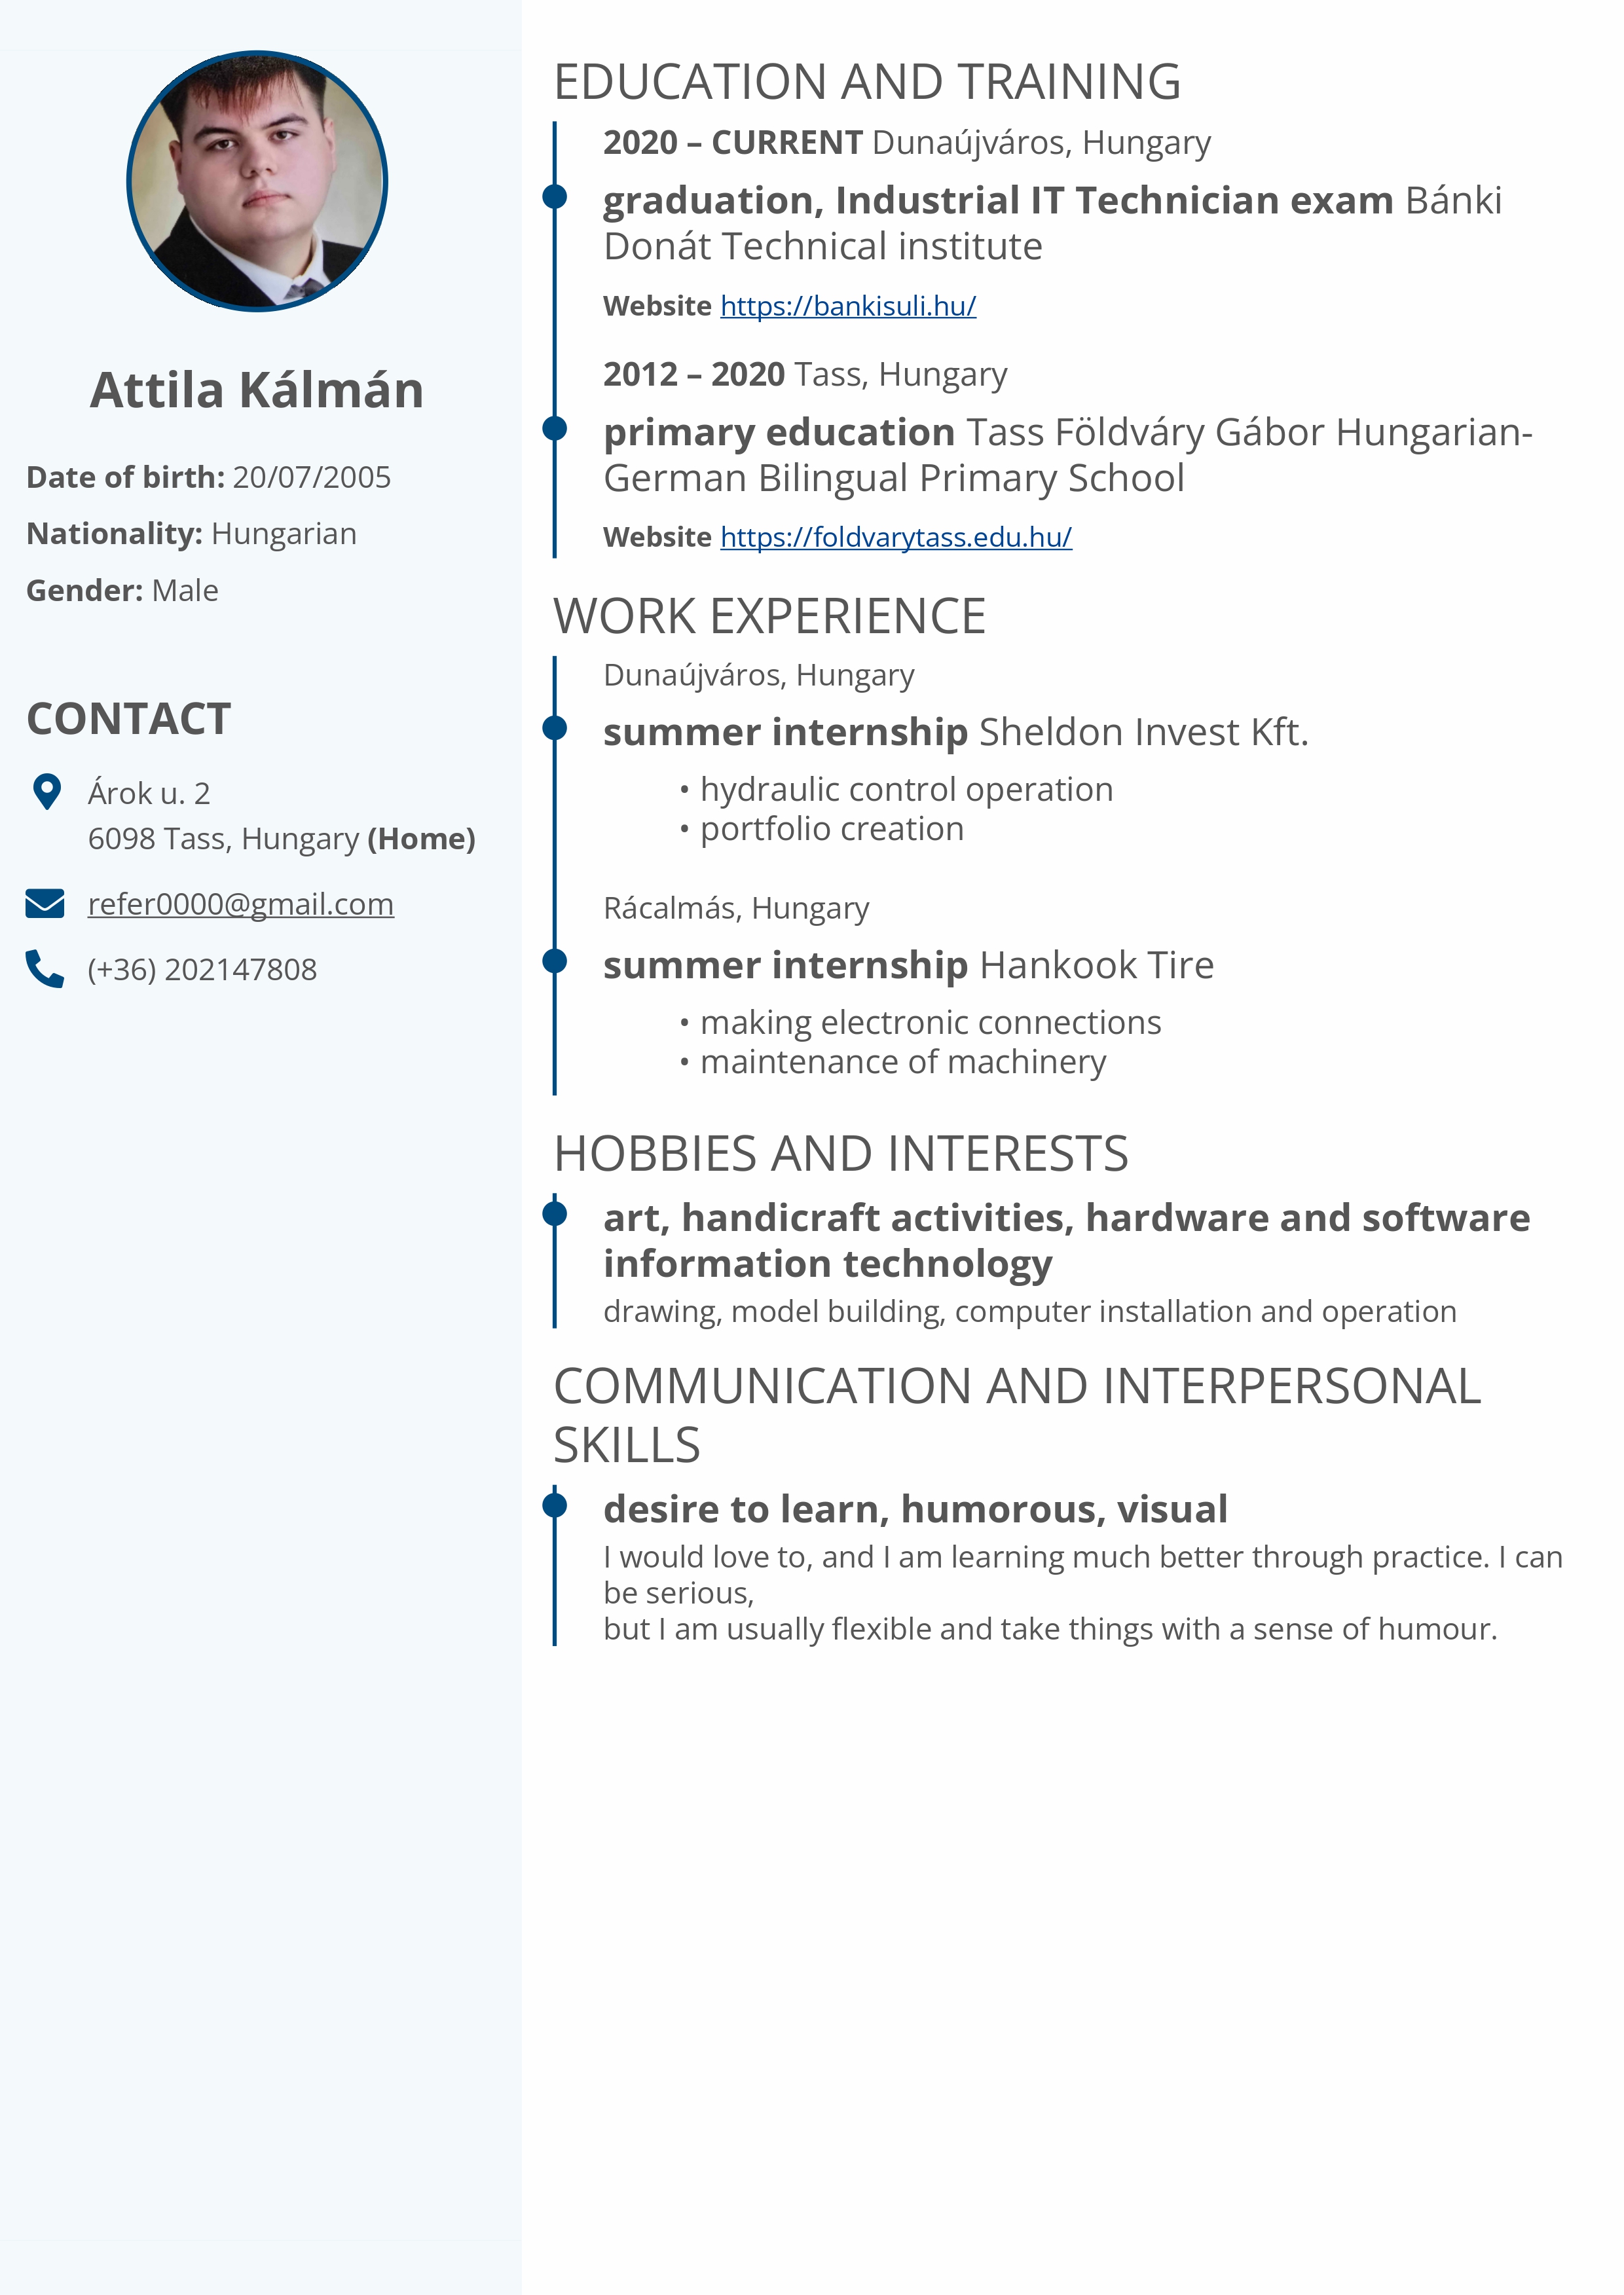 Attila Kálmán
Date of birth: 20/07/2005
Nationality: Hungarian
Gender: Male
CONTACT
Árok u. 2
6098 Tass, Hungary (Home)
refer0000@gmail.com
(+36) 202147808
EDUCATION AND TRAINING
2020 – CURRENT Dunaújváros, Hungary
graduation, Industrial IT Technician exam Bánki
Donát Technical institute
Website https://bankisuli.hu/
2012 – 2020 Tass, Hungary
primary education Tass Földváry Gábor Hungarian-
German Bilingual Primary School
Website https://foldvarytass.edu.hu/
WORK EXPERIENCE
Dunaújváros, Hungary
summer internship Sheldon Invest Kft.
• hydraulic control operation
• portfolio creation
Rácalmás, Hungary
summer internship Hankook Tire
• making electronic connections
• maintenance of machinery
HOBBIES AND INTERESTS
art, handicraft activities, hardware and software
information technology
drawing, model building, computer installation and operation
COMMUNICATION AND INTERPERSONAL
SKILLS
desire to learn, humorous, visual
I would love to, and I am learning much better through practice. I can
be serious,
but I am usually flexible and take things with a sense of humour.